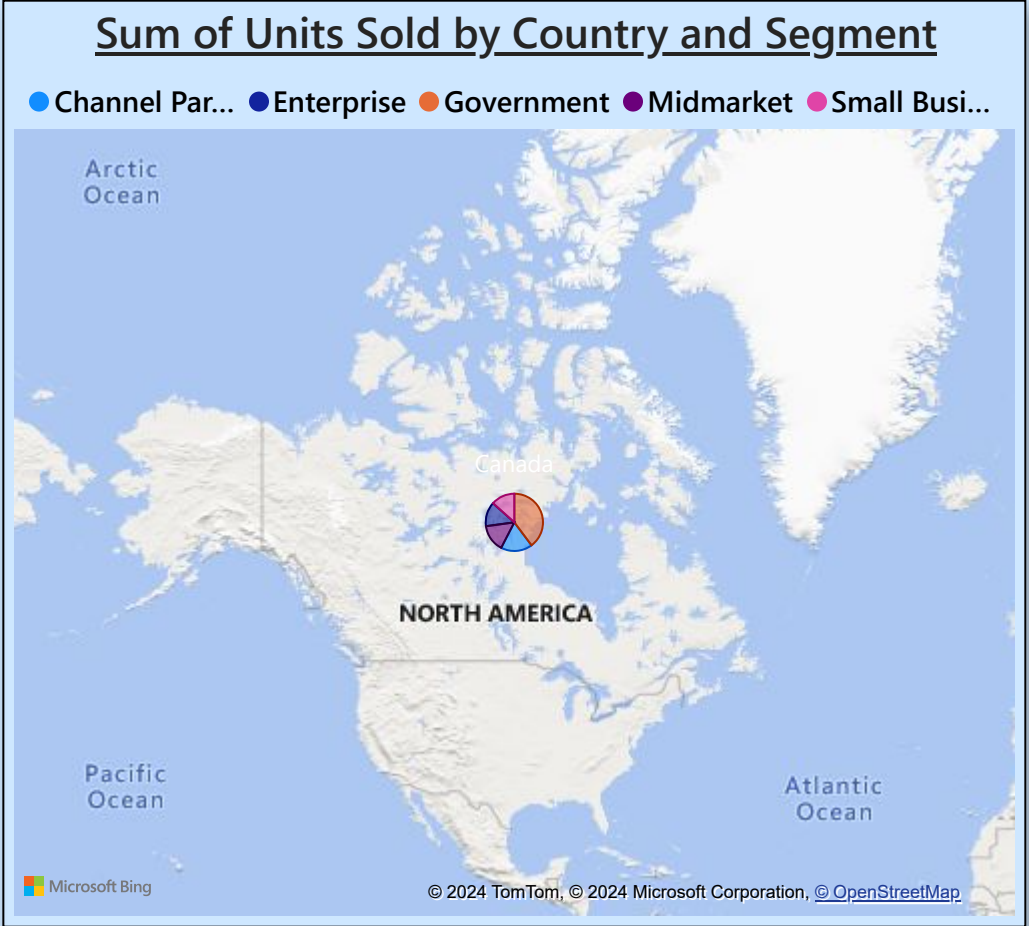 Sum of Units Sold by Country and Segment
Channel Par... Enterprise Government Midmarket Small Busi...
Arctic
Ocean
Canada
NORTH AMERICA
Pacific
Ocean
Atlantic
Ocean
Microsoft Bing
© 2024 TomTom, © 2024 Microsoft Corporation, © OpenStreetMap